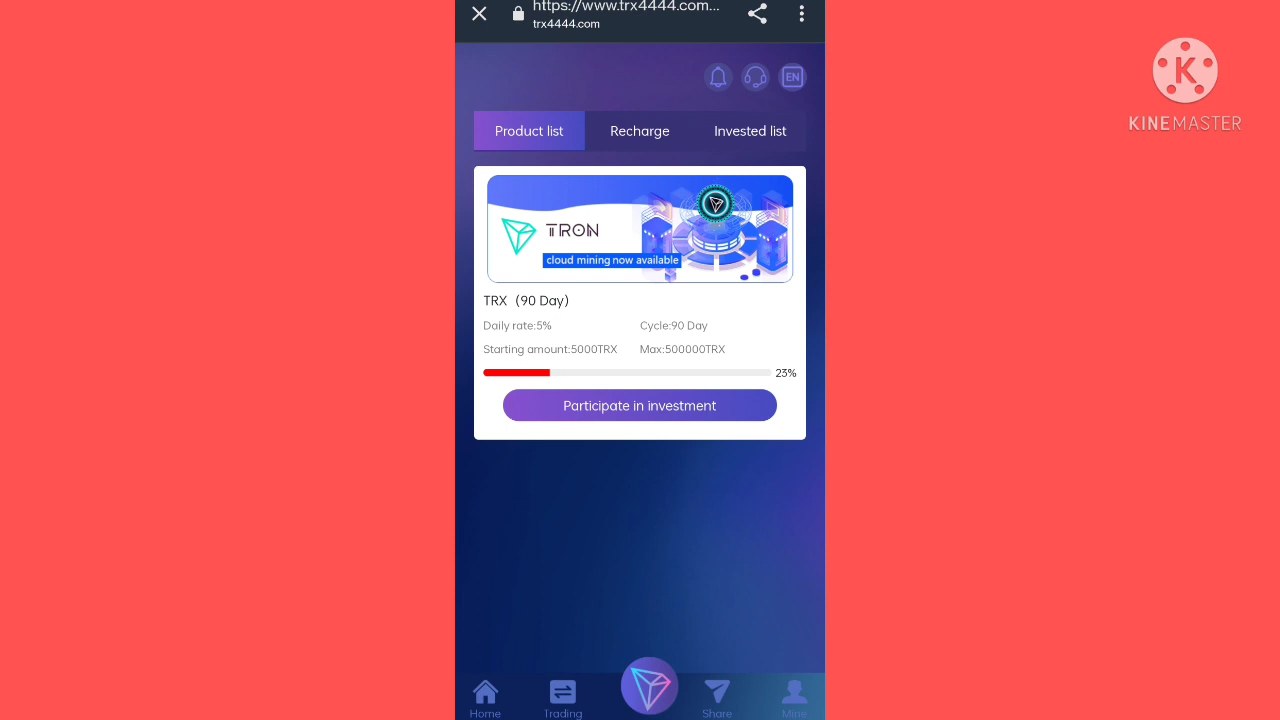 https://www.trx4444.com...
trx4444.com
EN
Product list
Recharge
Invested list
TRON
cloud mining now available
TRX（90 Day）
Daily rate:5%
Cycle:90 Day
Starting amount:5000TRX
Max:500000TRX
23%
Participate in investment
Home
Trading
Share
Mine
K
KINEMASTER